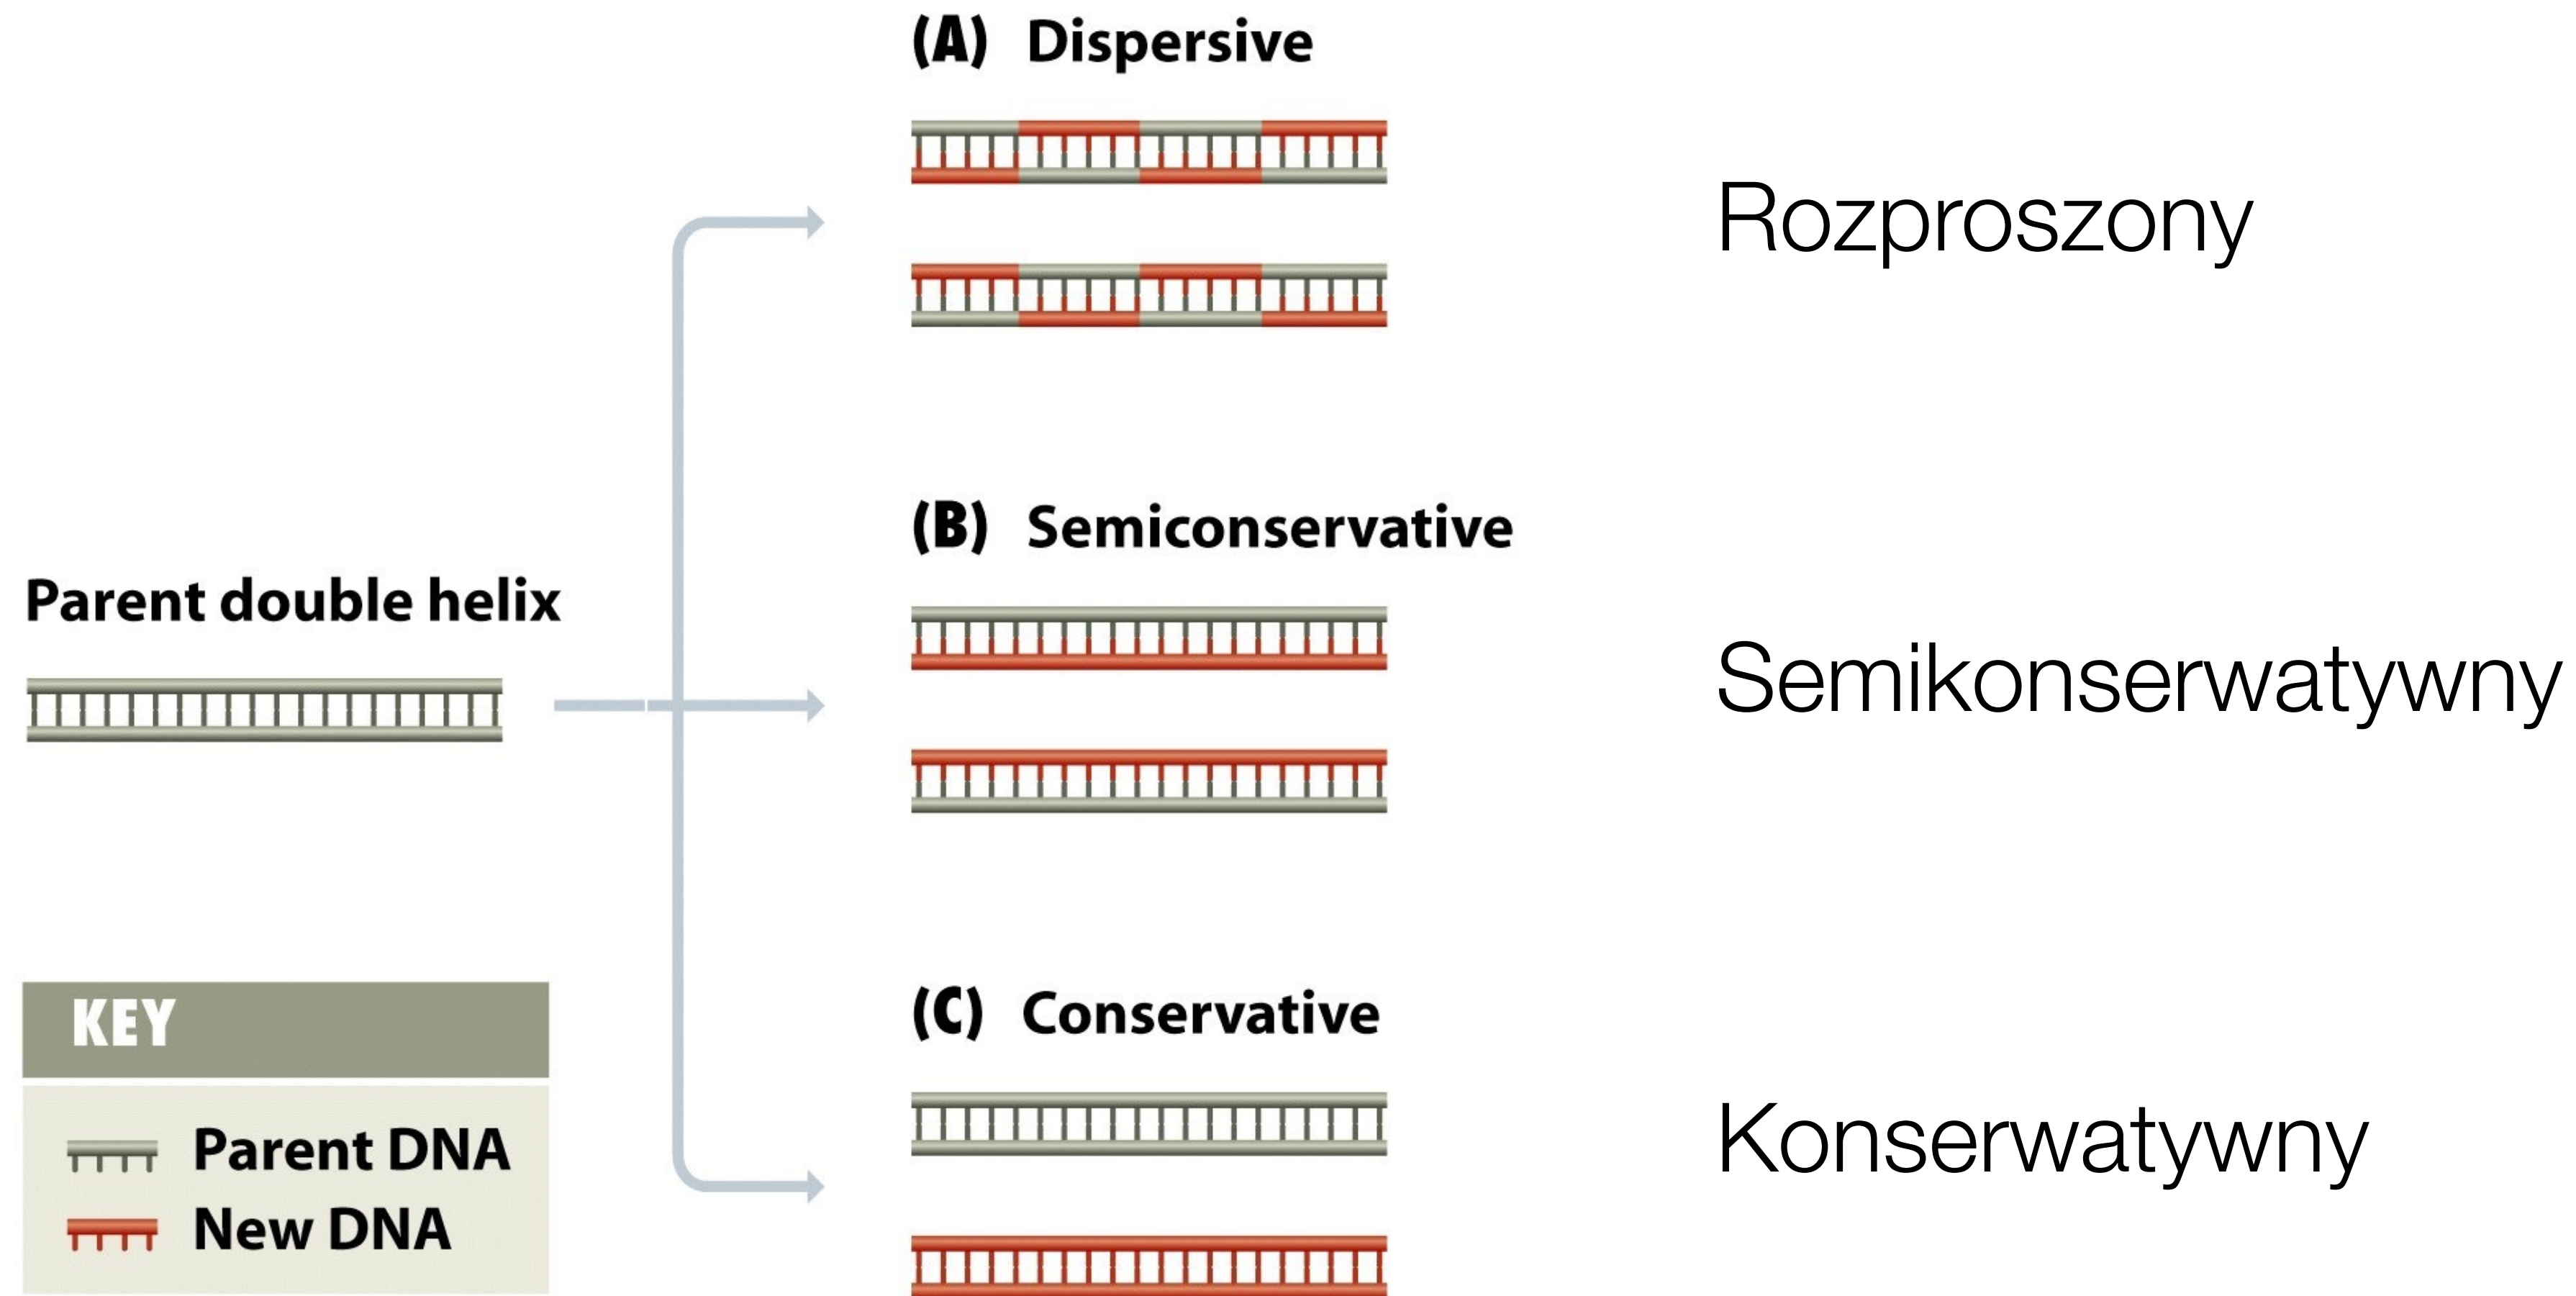 (A) Dispersive
Rozproszony
(B) Semiconservative
Parent double helix
Semikonserwatywny
KEY
(C) Conservative
Parent DNA
Konserwatywny
New DNA